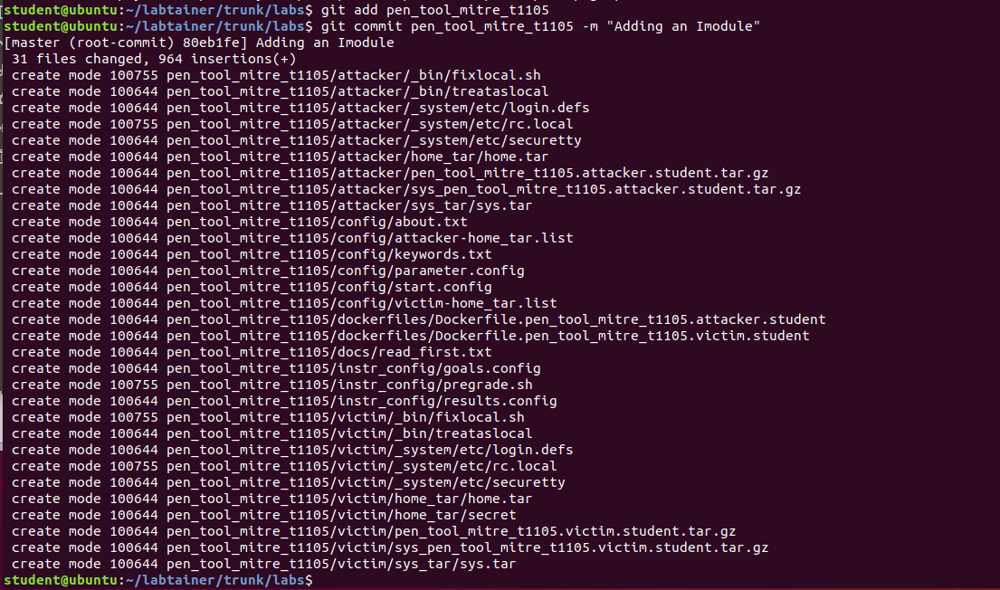 student@ubuntu:~/labtainer/trunk/labs$ git add pen_tool_mitre_t1105
student@ubuntu:~/labtainer/trunk/labs$ git commit pen_tool_mitre_t1105 -m "Adding an Imodule"
[master (root-commit) 80eb1fe] Adding an Imodule
 31 files changed, 964 insertions(+)
 create mode 100755 pen_tool_mitre_t1105/attacker/_bin/fixlocal.sh
 create mode 100644 pen_tool_mitre_t1105/attacker/_bin/treataslocal
 create mode 100644 pen_tool_mitre_t1105/attacker/_system/etc/login.defs
 create mode 100755 pen_tool_mitre_t1105/attacker/_system/etc/rc.local
 create mode 100644 pen_tool_mitre_t1105/attacker/_system/etc/securetty
 create mode 100644 pen_tool_mitre_t1105/attacker/home_tar/home.tar
 create mode 100644 pen_tool_mitre_t1105/attacker/pen_tool_mitre_t1105.attacker.student.tar.gz
 create mode 100644 pen_tool_mitre_t1105/attacker/sys_pen_tool_mitre_t1105.attacker.student.tar.gz
 create mode 100644 pen_tool_mitre_t1105/attacker/sys_tar/sys.tar
 create mode 100644 pen_tool_mitre_t1105/config/about.txt
 create mode 100644 pen_tool_mitre_t1105/config/attacker-home_tar.list
 create mode 100644 pen_tool_mitre_t1105/config/keywords.txt
 create mode 100644 pen_tool_mitre_t1105/config/parameter.config
 create mode 100644 pen_tool_mitre_t1105/config/start.config
 create mode 100644 pen_tool_mitre_t1105/config/victim-home_tar.list
 create mode 100644 pen_tool_mitre_t1105/dockerfiles/Dockerfile.pen_tool_mitre_t1105.attacker.student
 create mode 100644 pen_tool_mitre_t1105/dockerfiles/Dockerfile.pen_tool_mitre_t1105.victim.student
 create mode 100644 pen_tool_mitre_t1105/docs/read_first.txt
 create mode 100644 pen_tool_mitre_t1105/instr_config/goals.config
 create mode 100755 pen_tool_mitre_t1105/instr_config/pregrade.sh
 create mode 100644 pen_tool_mitre_t1105/instr_config/results.config
 create mode 100755 pen_tool_mitre_t1105/victim/_bin/fixlocal.sh
 create mode 100644 pen_tool_mitre_t1105/victim/_bin/treataslocal
 create mode 100644 pen_tool_mitre_t1105/victim/_system/etc/login.defs
 create mode 100755 pen_tool_mitre_t1105/victim/_system/etc/rc.local
 create mode 100644 pen_tool_mitre_t1105/victim/_system/etc/securetty
 create mode 100644 pen_tool_mitre_t1105/victim/home_tar/home.tar
 create mode 100644 pen_tool_mitre_t1105/victim/home_tar/secret
 create mode 100644 pen_tool_mitre_t1105/victim/pen_tool_mitre_t1105.victim.student.tar.gz
 create mode 100644 pen_tool_mitre_t1105/victim/sys_pen_tool_mitre_t1105.victim.student.tar.gz
 create mode 100644 pen_tool_mitre_t1105/victim/sys_tar/sys.tar
student@ubuntu:~/labtainer/trunk/labs$